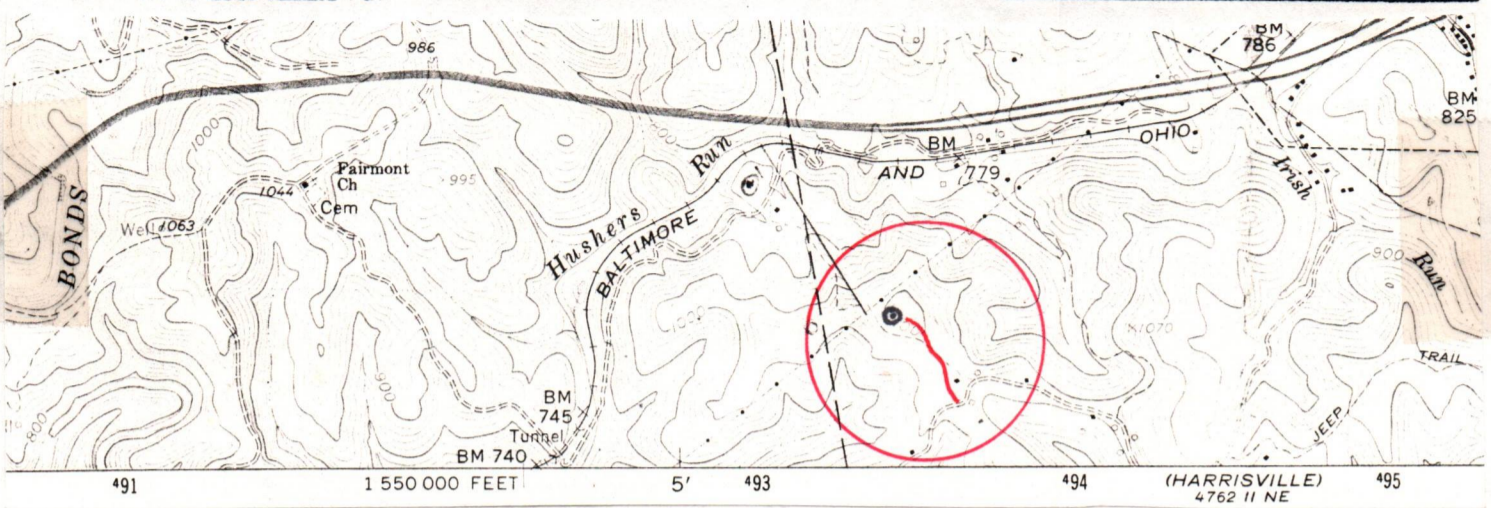 986
BM
786
BM
825
1000
Fairmont
Ch
1044
Cem
995
Run
BM
779
AND
OHIO
Irish
1063
BONDS
Hushers
BALTIMORE
1000
900
Run
1070
900
800
TRAIL
JEEP
BM
745
Tunnel
BM 740
491
1 550 000 FEET
5'
493
494
(HARRISVILLE)
4762 II NE
495